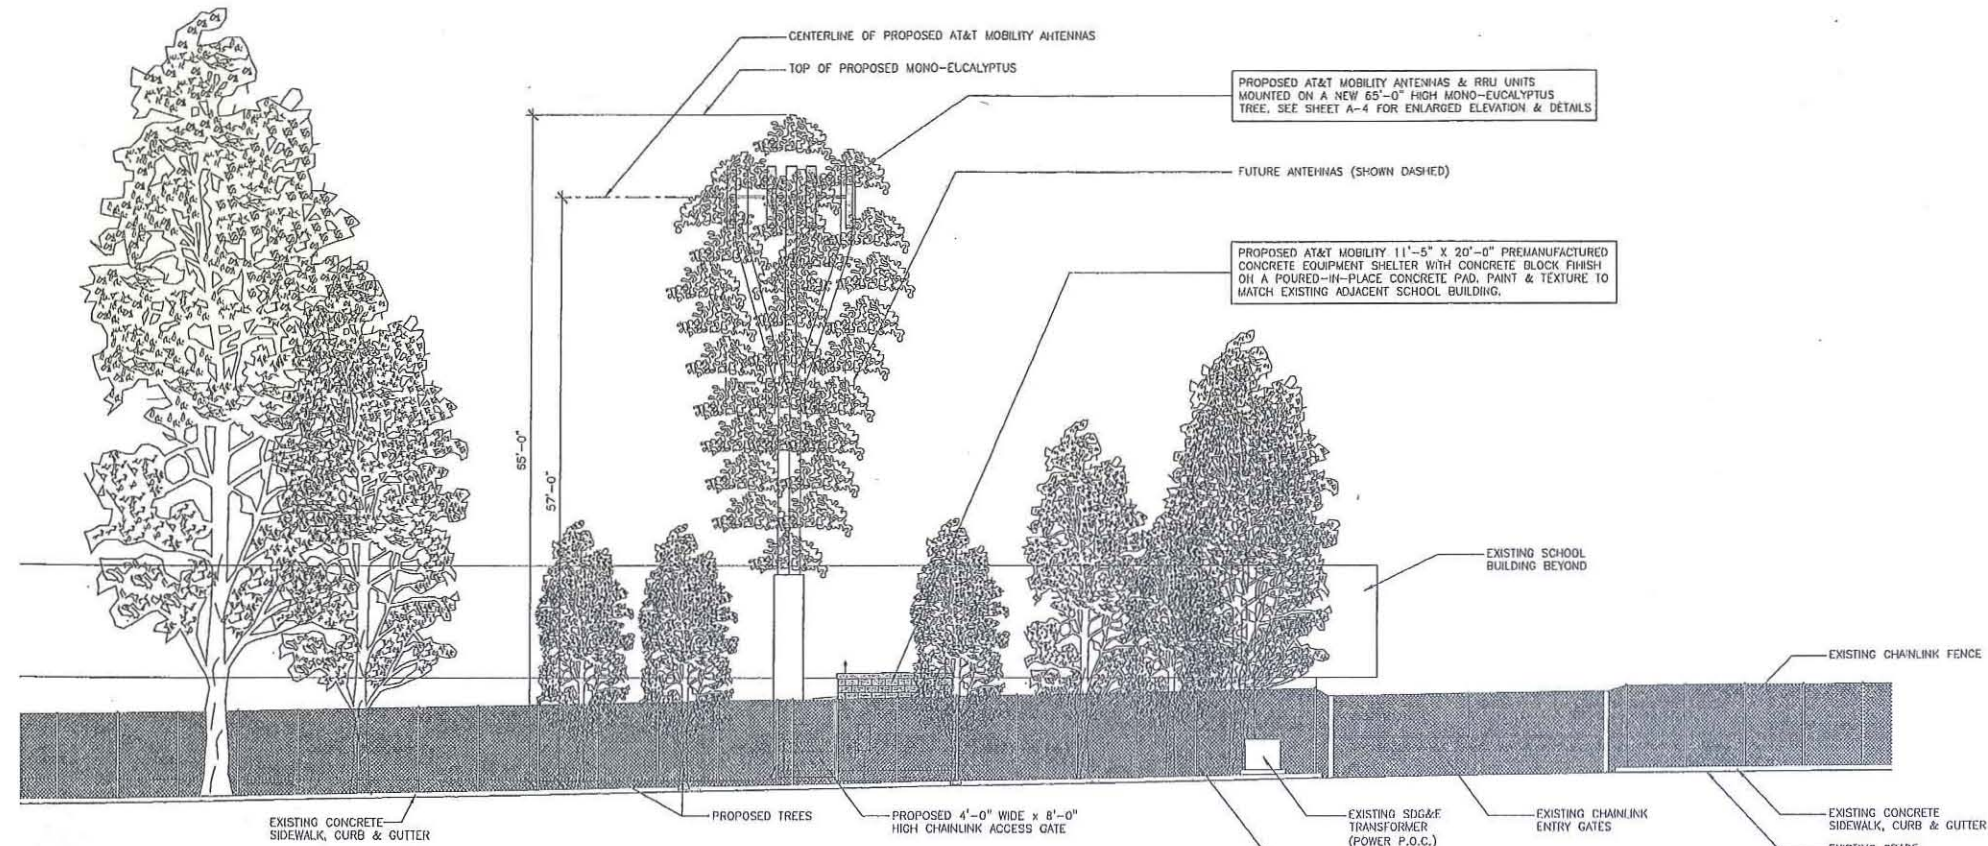 CENTERLINE OF PROPOSED AT&T MOBILITY ANTENNAS
TOP OF PROPOSED MONO-EUCALYPTUS
PROPOSED AT&T MOBILITY ANTENNAS & RRU UNITS
MOUNTED ON A NEW 65'-0" HIGH MONO-EUCALYPTUS
TREE, SEE SHEET A-4 FOR ENLARGED ELEVATION & DETAILS
FUTURE ANTENNAS (SHOWN DASHED)
PROPOSED AT&T MOBILITY 11'-5" X 20'-0" PREMANUFACTURED
CONCRETE EQUIPMENT SHELTER WITH CONCRETE BLOCK FINISH
ON A POURED-IN-PLACE CONCRETE PAD, PAINT & TEXTURE TO
MATCH EXISTING ADJACENT SCHOOL BUILDING.
65'-0"
57'-0"
EXISTING SCHOOL
BUILDING BEYOND
EXISTING CHAINLINK FENCE
EXISTING CONCRETE
SIDEWALK, CURB & GUTTER
PROPOSED TREES
PROPOSED 4'-0" WIDE x 8'-0"
HIGH CHAINLINK ACCESS GATE
EXISTING SDG&E
TRANSFORMER
(POWER P.O.C.)
EXISTING CHAINLINK
ENTRY GATES
EXISTING CONCRETE
SIDEWALK, CURB & GUTTER